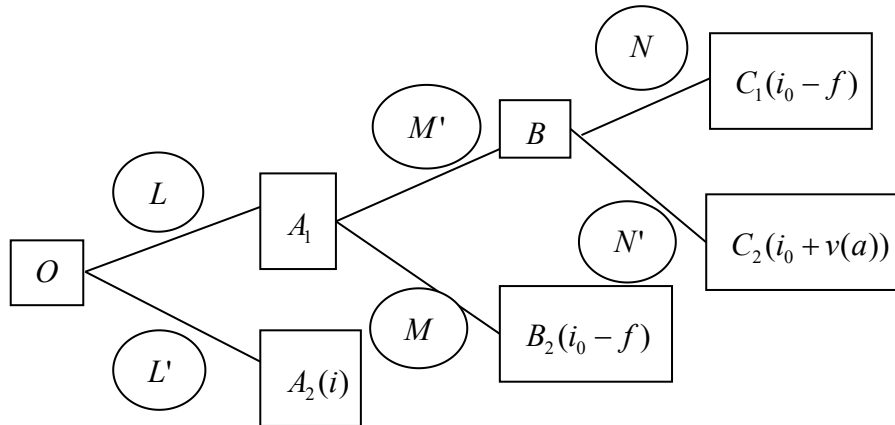 N
C₁(i₀ − f)
M'
B
L
A₁
N'
C₂(i₀ + v(a))
O
M
B₂(i₀ − f)
L'
A₂(i)